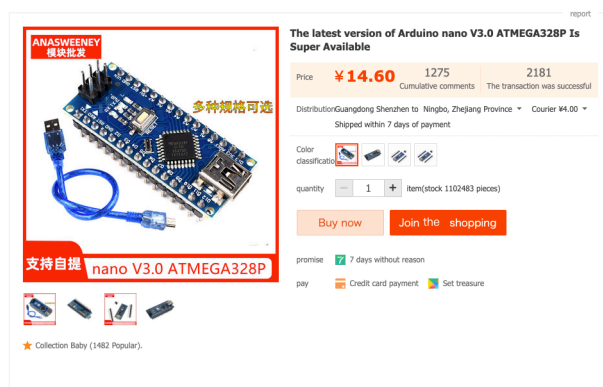 report
The latest version of Arduino nano V3.0 ATMEGA328P Is
Super Available
ANASWEENEY
模块批发
多种规格可选
支持自提
nano V3.0 ATMEGA328P
Price
¥14.60
1275
Cumulative comments
2181
The transaction was successful
DistributionGuangdong Shenzhen to Ningbo, Zhejiang Province Courier ¥4.00
Shipped within 7 days of payment
Color
classificatio
quantity
1
item(stock 1102483 pieces)
Buy now
Join the shopping
promise
7
7 days without reason
pay
Credit card payment
Set treasure
Collection Baby (1482 Popular).